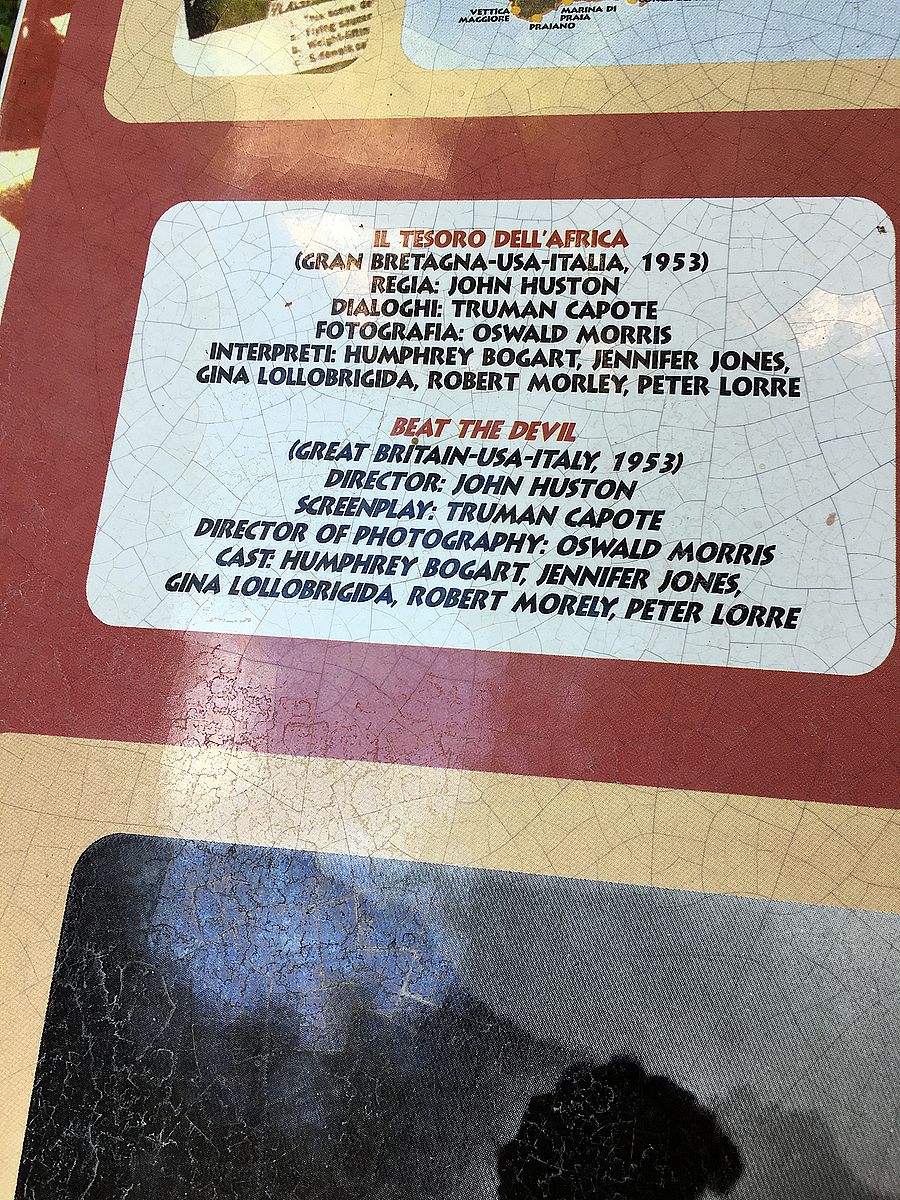 VETTICA
MAGGIORE
MARINA DI
PRAIA
PRAIANO
IL TESORO DELL'AFRICA
(GRAN BRETAGNA-USA-ITALIA, 1953)
REGIA: JOHN HUSTON
DIALOGHI: TRUMAN CAPOTE
FOTOGRAFIA: OSWALD MORRIS
INTERPRETI: HUMPHREY BOGART, JENNIFER JONES,
GINA LOLLOBRIGIDA, ROBERT MORLEY, PETER LORRE
BEAT THE DEVIL
(GREAT BRITAIN-USA-ITALY, 1953)
DIRECTOR: JOHN HUSTON
SCREENPLAY: TRUMAN CAPOTE
DIRECTOR OF PHOTOGRAPHY: OSWALD MORRIS
CAST: HUMPHREY BOGART, JENNIFER JONES,
GINA LOLLOBRIGIDA, ROBERT MORELY, PETER LORRE